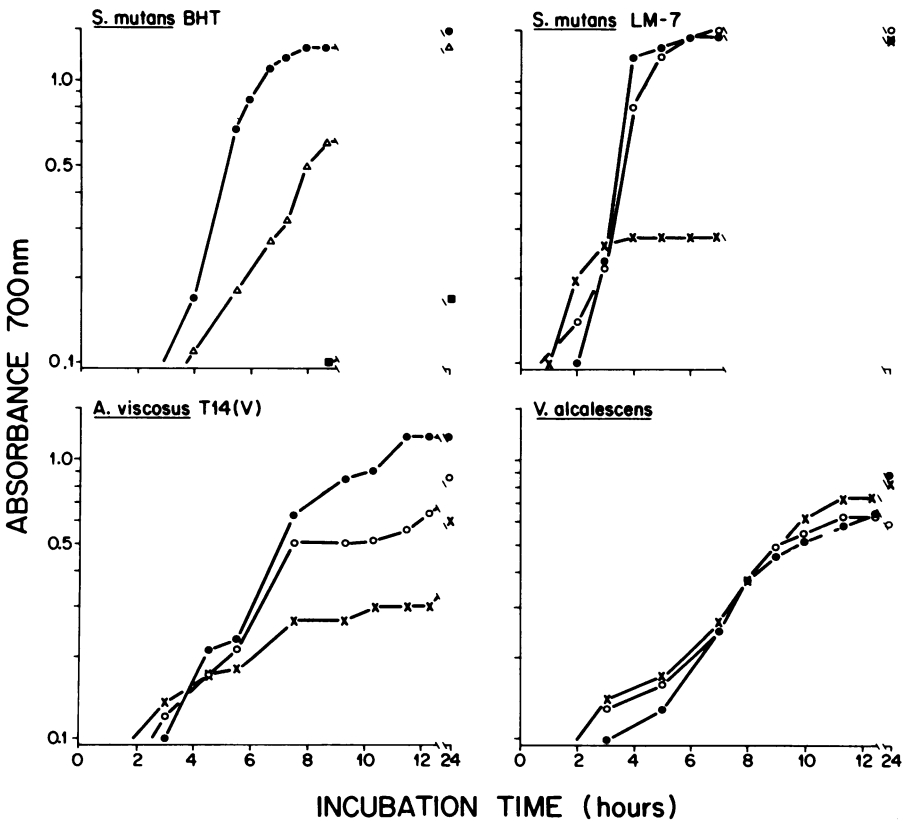 S. mutans BHT
S. mutans LM-7
1.0
0.5
0.1
ABSORBANCE 700nm
A. viscosus T14(V)
V. alcalescens
1.0
0.5
0.1
0 2 4 6 8 10 12 24
0 2 4 6 8 10 12 24
INCUBATION TIME (hours)